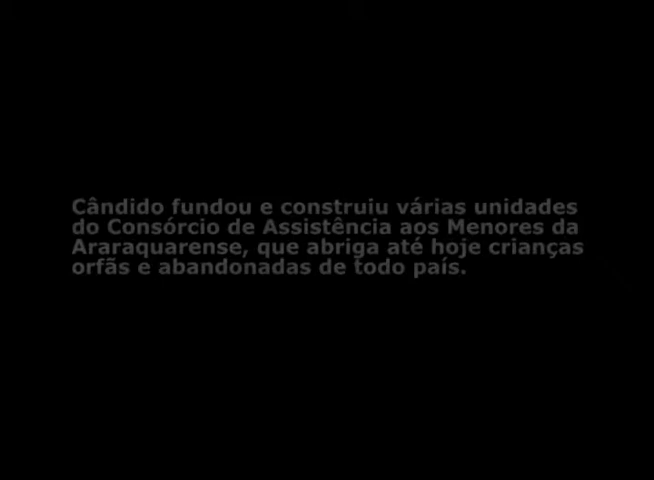 Cândido fundou e construiu várias unidades
do Consórcio de Assistência aos Menores da
Araraquarense, que abriga até hoje crianças
orfãs e abandonadas de todo país.